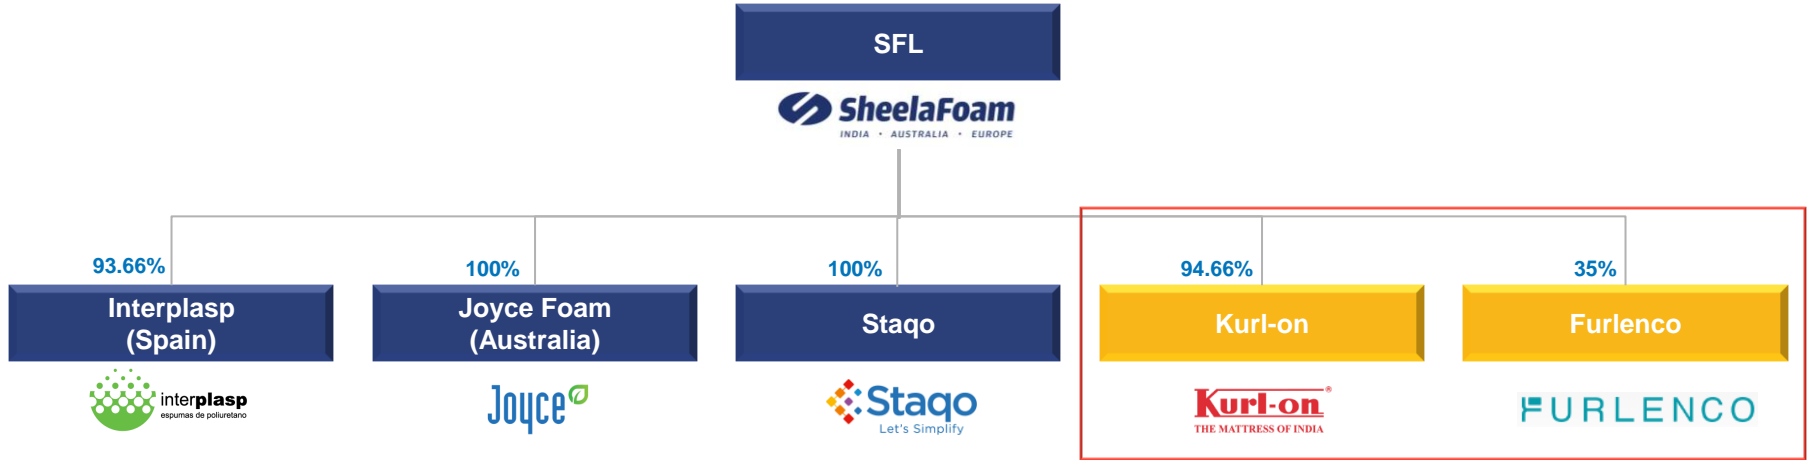 SFL
SheelaFoam
INDIA • AUSTRALIA • EUROPE
93.66%
100%
100%
94.66%
35%
Interplasp
(Spain)
Joyce Foam
(Australia)
Staqo
Kurl-on
Furlenco
interplasp
espumas de poliuretano
Joyce
Staqo
Let's Simplify
Kurl-on®
THE MATTRESS OF INDIA
FURLENCO